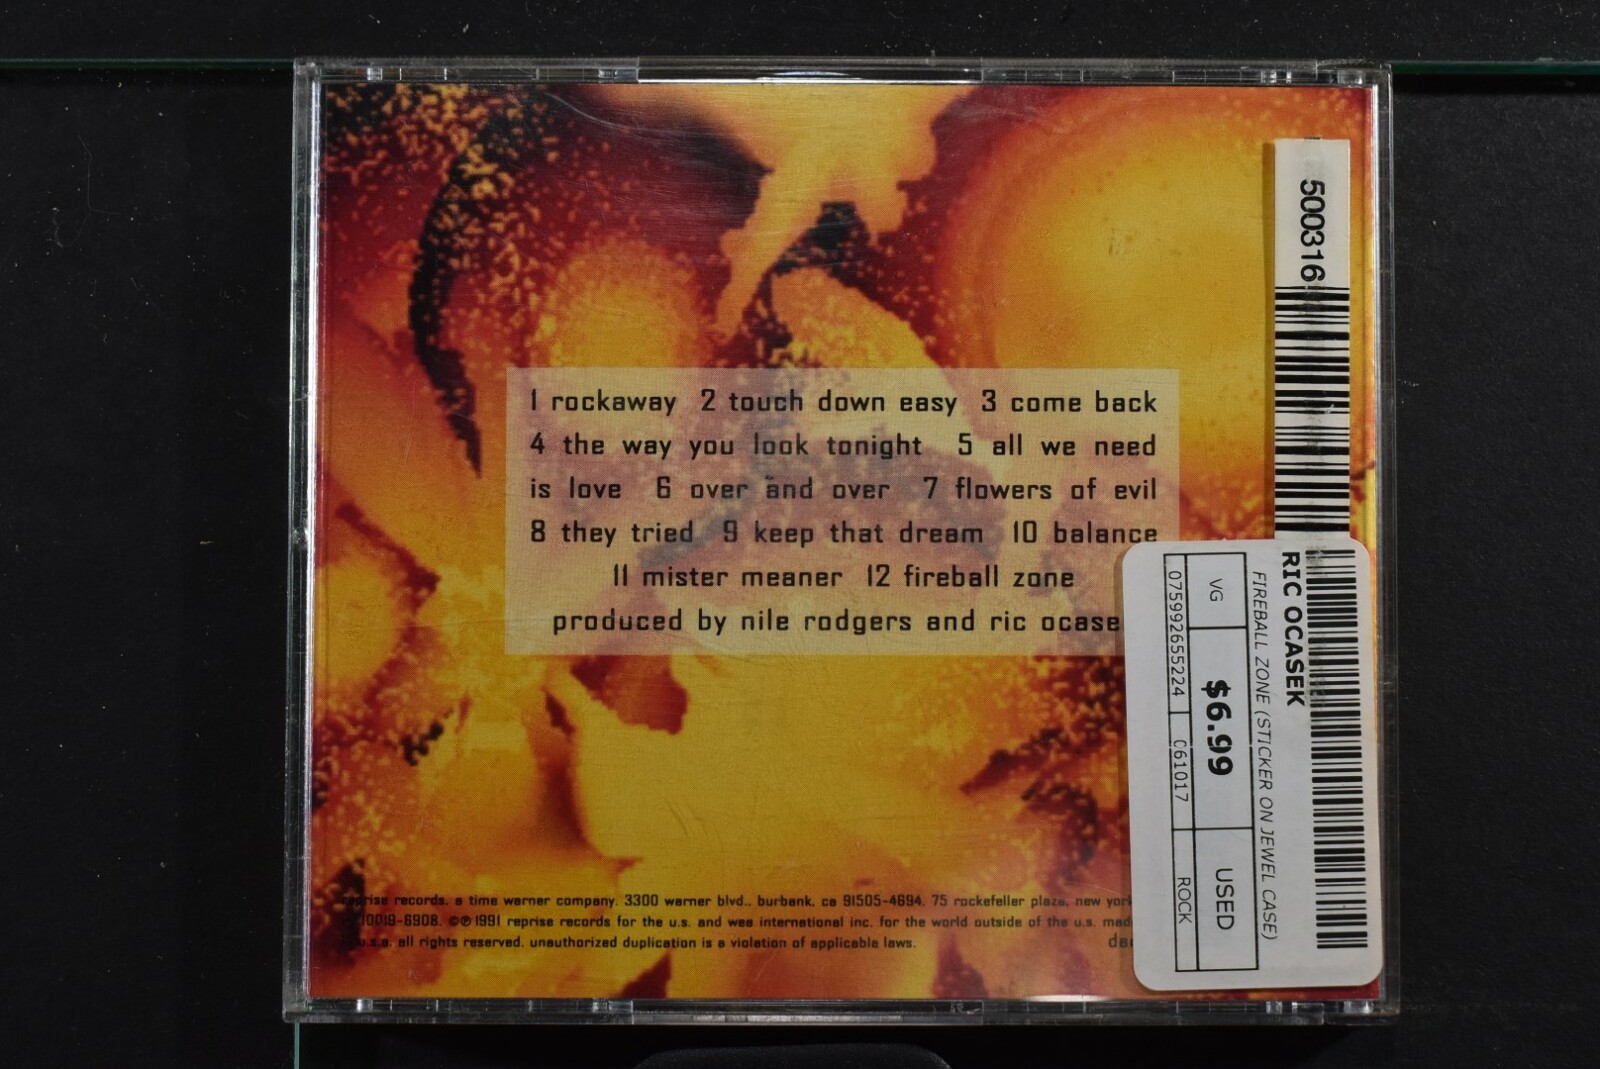 1 rockaway 2 touch down easy 3 come back
4 the way you look tonight 5 all we need
is love 6 over and over 7 flowers of evil
8 they tried 9 keep that dream 10 balance
11 mister meaner 12 fireball zone
produced by nile rodgers and ric ocase
reprise records. a time warner company. 3300 warner blvd., burbank, ca 91505-4694. 75 rockefeller plaza, new york
10019-6908. ©℗ 1991 reprise records for the u.s. and wea international inc. for the world outside of the u.s. made
u.s.a. all rights reserved. unauthorized duplication is a violation of applicable laws.
500316
RIC OCASEK
FIREBALL ZONE (STICKER ON JEWEL CASE)
VG $6.99 USED
075992655224 C61017 ROCK